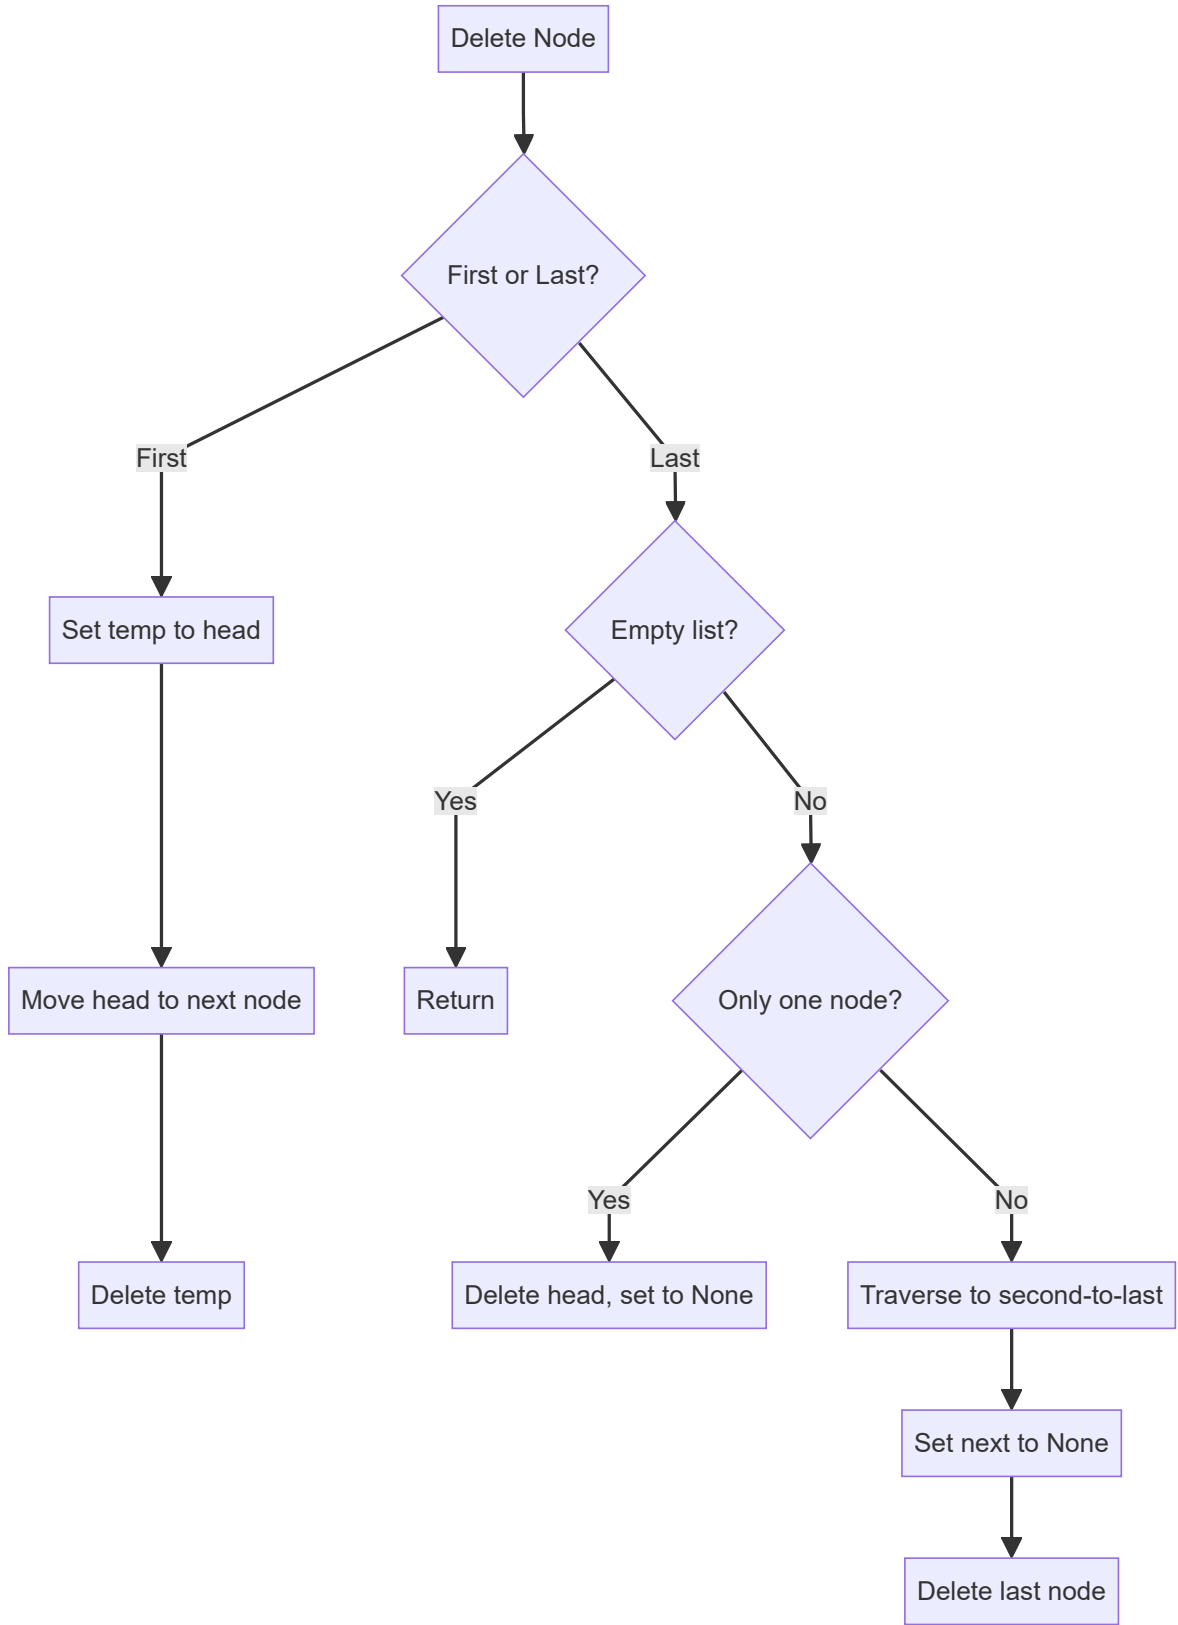 Delete Node
First or Last?
First
Last
Set temp to head
Empty list?
Yes
No
Move head to next node
Return
Only one node?
Yes
No
Delete temp
Delete head, set to None
Traverse to second-to-last
Set next to None
Delete last node